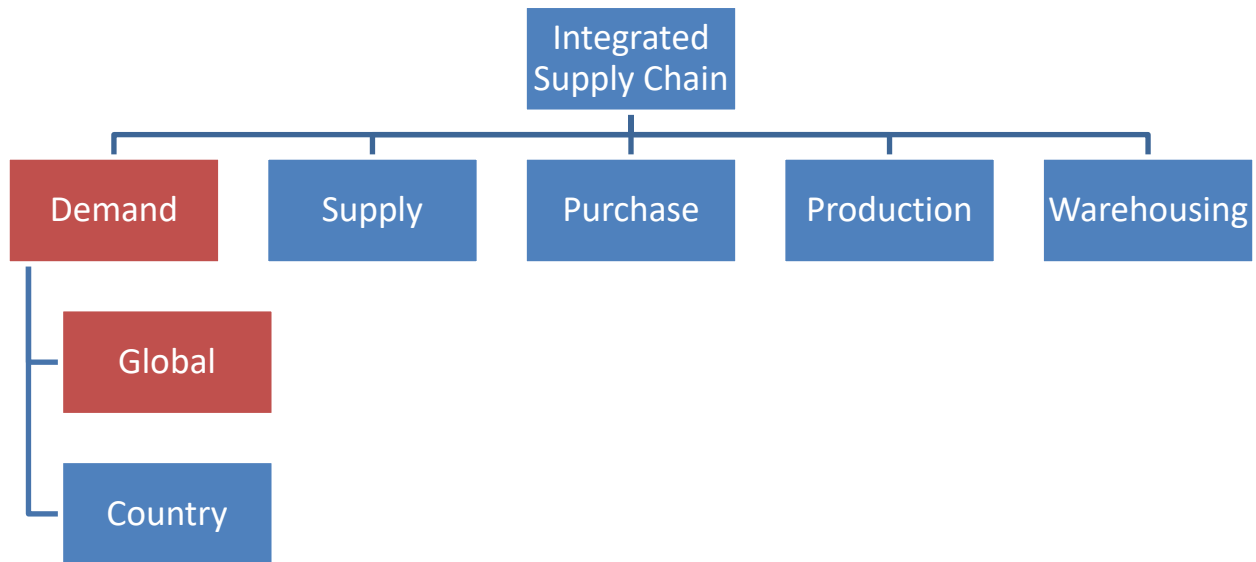 Integrated
Supply Chain
Demand
Supply
Purchase
Production
Warehousing
Global
Country